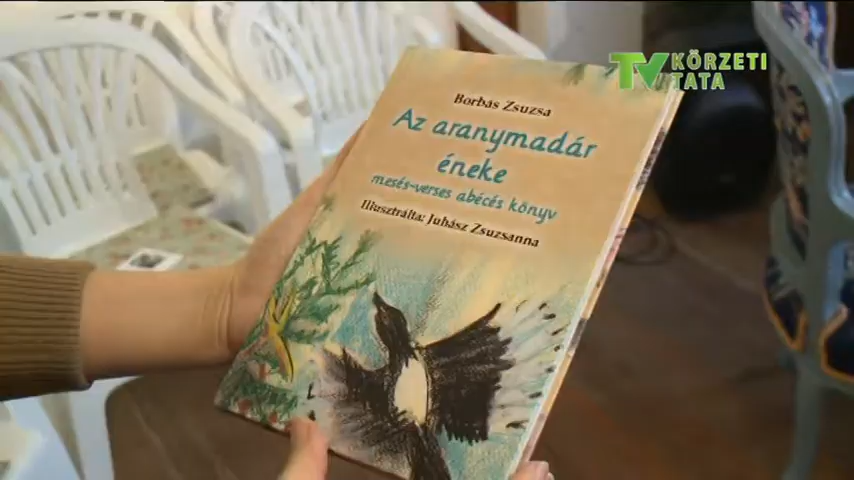 Borbás Zsuzsa
Az aranymadár
éneke
mesés-verses abécés könyv
Illusztrálta: Juhász Zsuzsanna
TV KÖRZETI
TATA